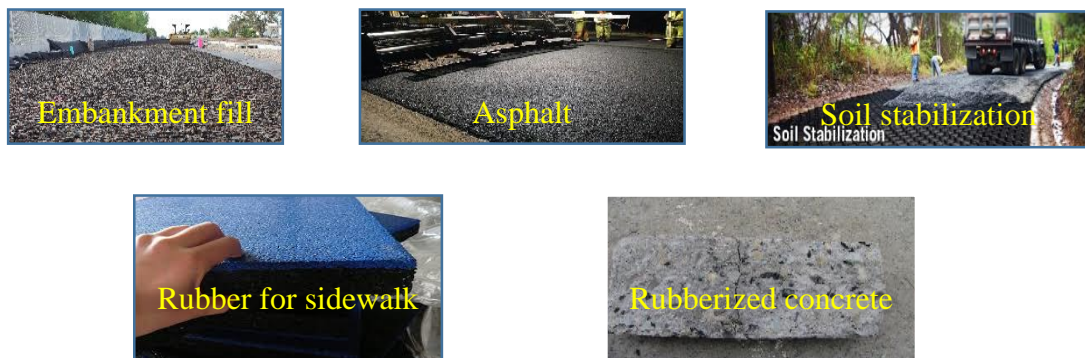 Embankment fill
Asphalt
Soil stabilization
Soil Stabilization
Rubber for sidewalk
Rubberized concrete